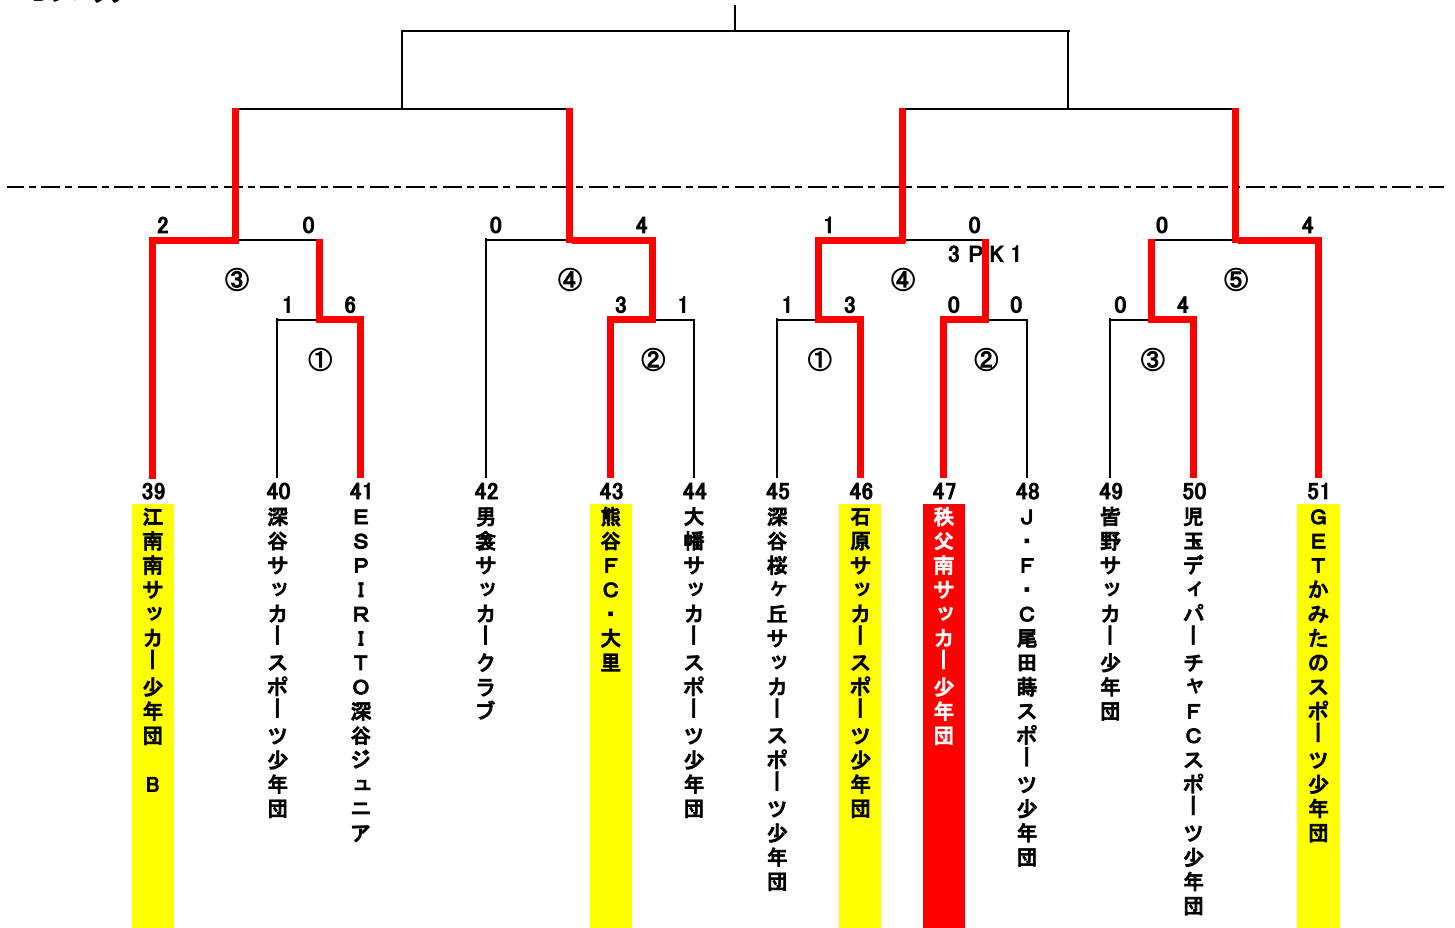 2 0 0 4 1 0 0 4
3 PK 1
③ ④ ④ ⑤
1 6 3 1 1 3 0 0 0 4
① ② ① ② ③
39 40 41 42 43 44 45 46 47 48 49 50 51
江南南サッカー少年団 B
深谷サッカースポーツ少年団
ESPIRITO深谷ジュニア
男衾サッカークラブ
熊谷FC・大里
大幡サッカースポーツ少年団
深谷桜ヶ丘サッカースポーツ少年団
石原サッカースポーツ少年団
秩父南サッカー少年団
J・F・C尾田蒔スポーツ少年団
皆野サッカー少年団
児玉ディパーチャFCスポーツ少年団
GETかみたのスポーツ少年団